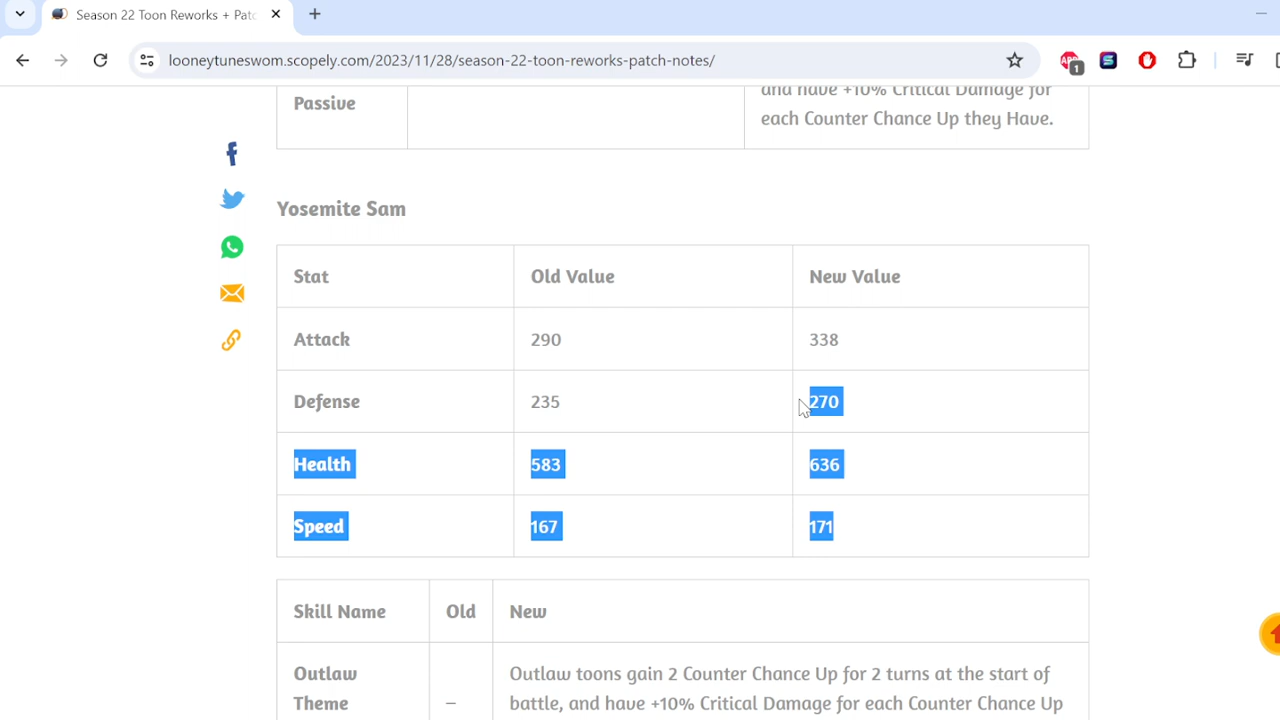 Season 22 Toon Reworks + Patc
looneytuneswom.scopely.com/2023/11/28/season-22-toon-reworks-patch-notes/
1
Passive
and have +10% Critical Damage for
each Counter Chance Up they Have.
Yosemite Sam
Stat Old Value New Value
Attack 290 338
Defense 235 270
Health 583 636
Speed 167 171
Skill Name Old New
Outlaw
Theme
–
Outlaw toons gain 2 Counter Chance Up for 2 turns at the start of
battle, and have +10% Critical Damage for each Counter Chance Up